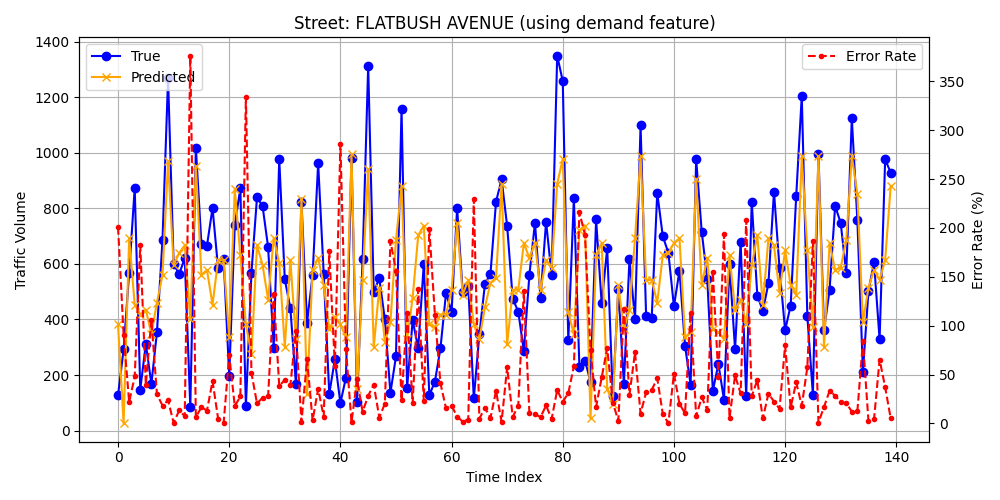 Street: FLATBUSH AVENUE (using demand feature)
True
Predicted
Error Rate
Traffic Volume
1400
1200
1000
800
600
400
200
0
350
300
250
200
150
100
50
0
Error Rate (%)
0 20 40 60 80 100 120 140
Time Index